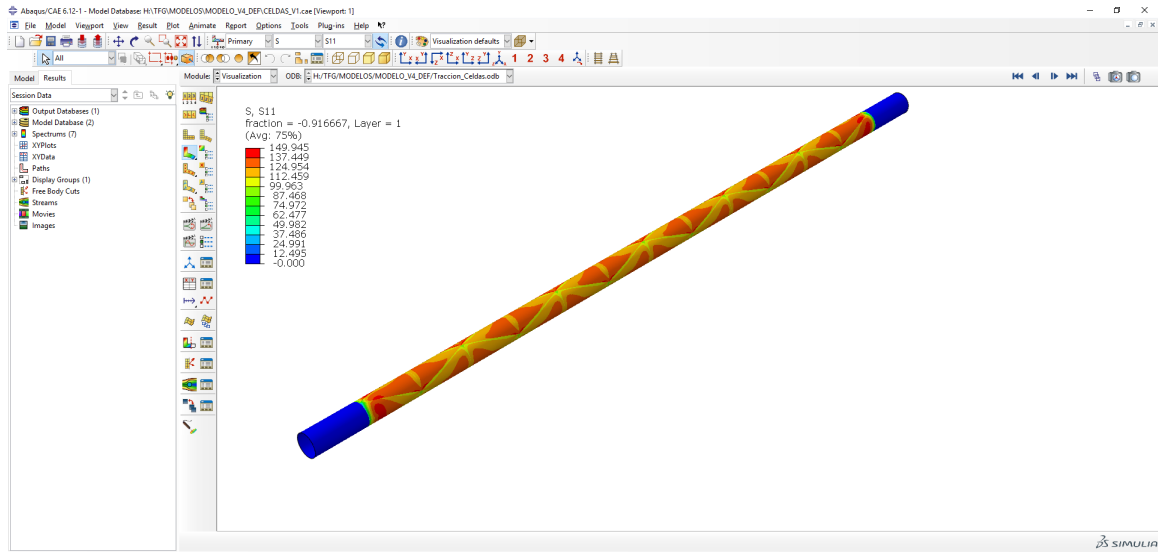 Abaqus/CAE 6.12-1 - Model Database: H:\TFG\MODELOS\MODELO_V4_DEF\CELDAS_V1.cae [Viewport: 1]
File Model Viewport View Result Plot Animate Report Options Tools Plug-ins Help
Primary S S11 Visualization defaults
All 1 2 3 4
Model Results Module: Visualization ODB: H:/TFG/MODELOS/MODELO_V4_DEF/Traccion_Celdas.odb
Session Data
Output Databases (1)
Model Database (2)
Spectrums (7)
XYPlots
XYData
Paths
Display Groups (1)
Free Body Cuts
Streams
Movies
Images
S, S11
fraction = -0.916667, Layer = 1
(Avg: 75%)
149.945
137.449
124.954
112.459
99.963
87.468
74.972
62.477
49.982
37.486
24.991
12.495
-0.000
SIMULIA